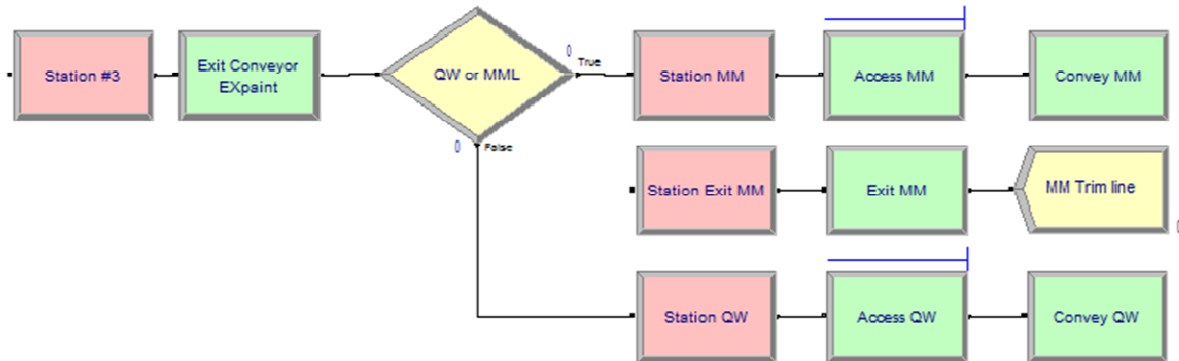 Station #3
Exit Conveyor
EXpaint
QW or MML
0
True
0
False
Station MM
Access MM
Convey MM
Station Exit MM
Exit MM
MM Trim line
0
Station QW
Access QW
Convey QW